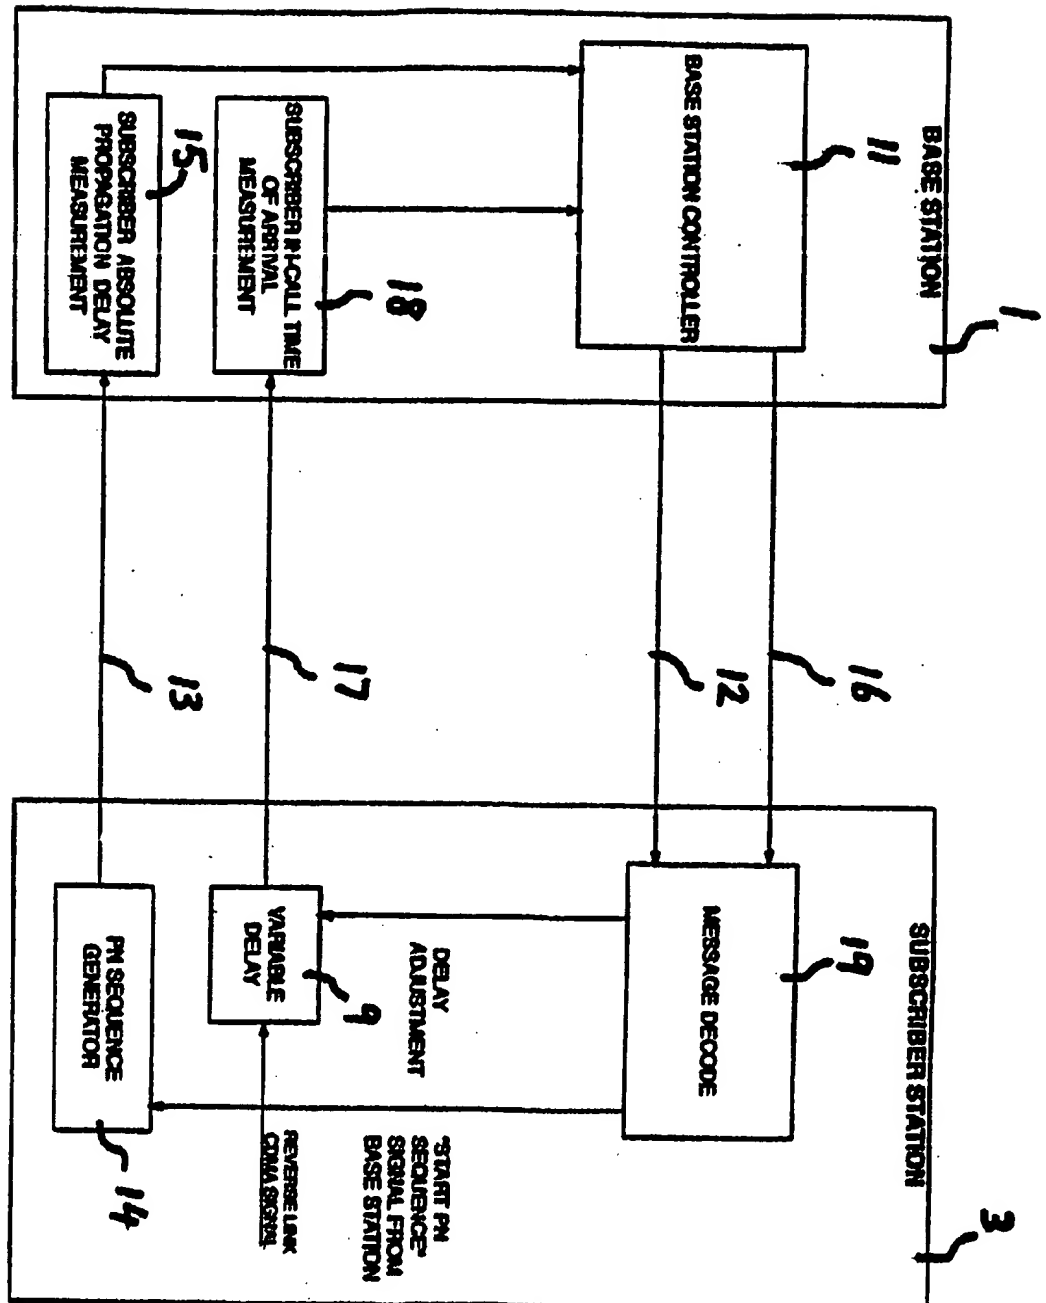 1
3
BASE STATION
SUBSCRIBER STATION
11
16
19
BASE STATION CONTROLLER
12
MESSAGE DECODE
18
17
DELAY
ADJUSTMENT
"START PN
SEQUENCE"
SIGNAL FROM
BASE STATION
SUBSCRIBER IN-CALL TIME
OF ARRIVAL
MEASUREMENT
9
VARIABLE
DELAY
REVERSE LINK
CDMA SIGNAL
15
13
14
SUBSCRIBER ABSOLUTE
PROPAGATION DELAY
MEASUREMENT
PN SEQUENCE
GENERATOR